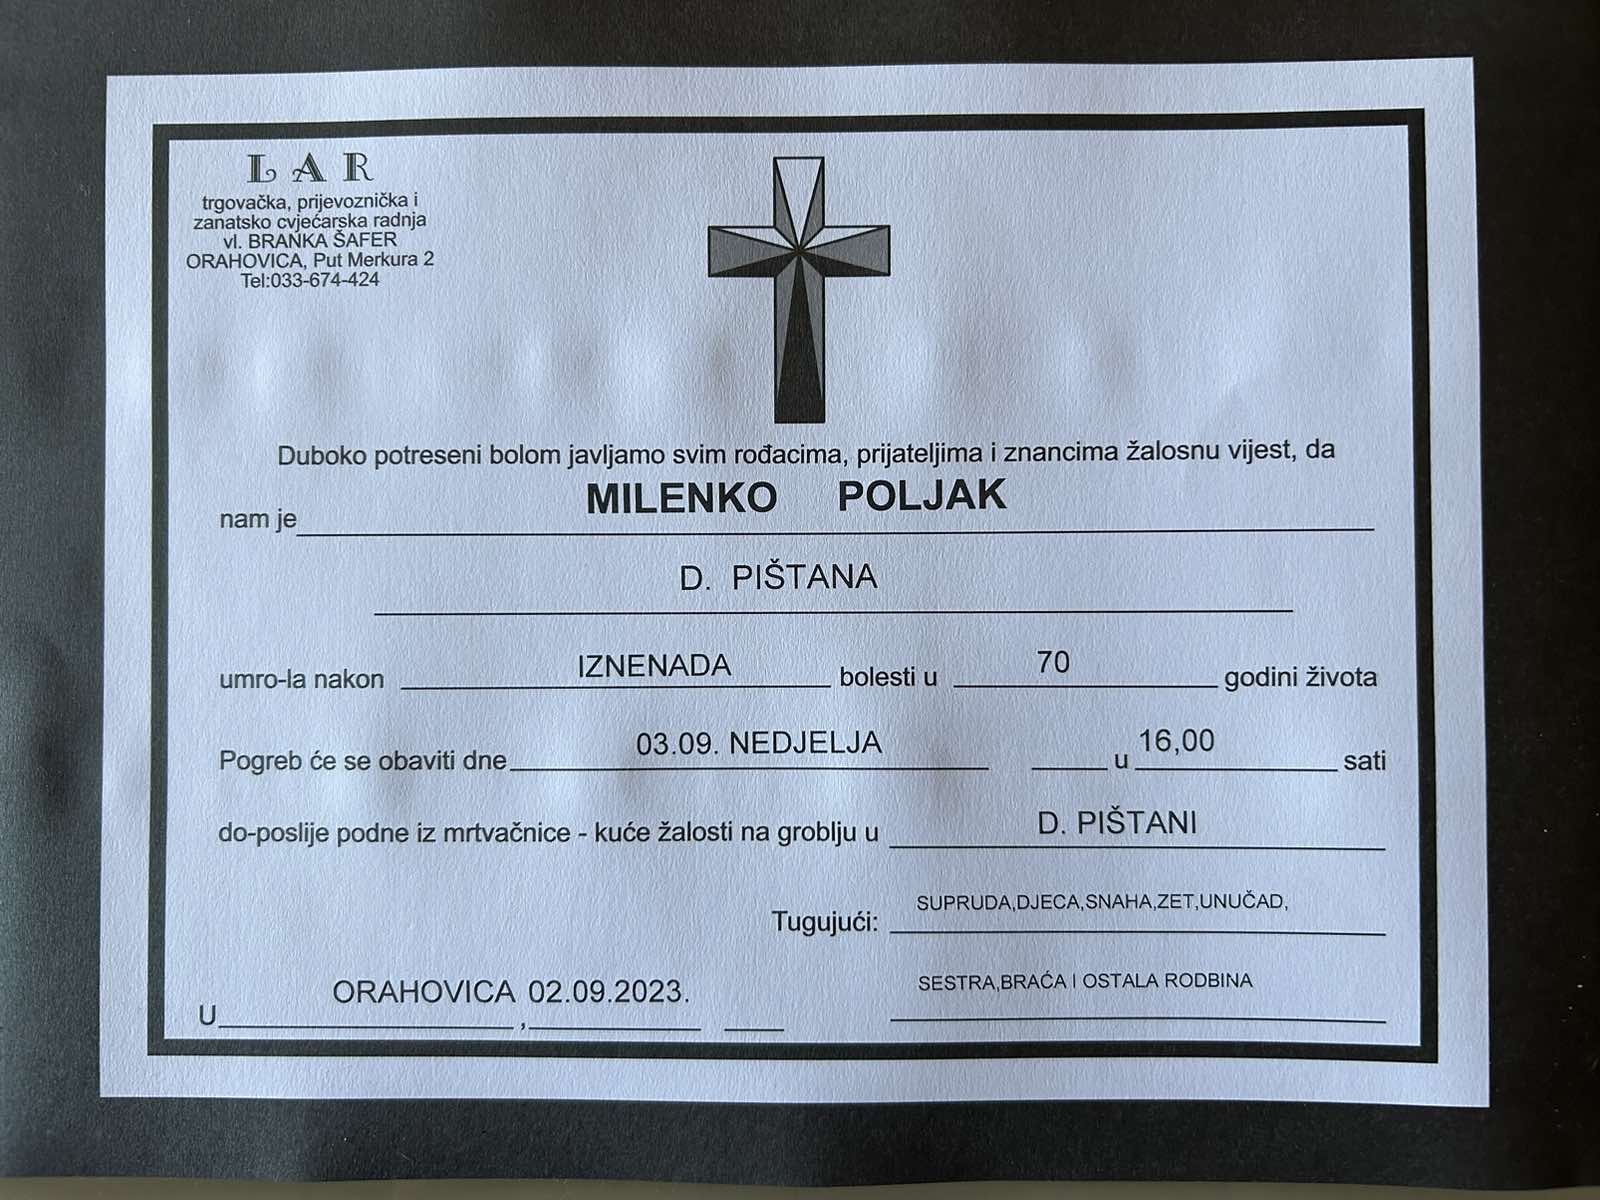 LAR
trgovačka, prijevoznička i
zanatsko cvjećarska radnja
vl. BRANKA ŠAFER
ORAHOVICA, Put Merkura 2
Tel:033-674-424
Duboko potreseni bolom javljamo svim rođacima, prijateljima i znancima žalosnu vijest, da
nam je MILENKO POLJAK
D. PIŠTANA
umro-la nakon IZNENADA bolesti u 70 godini života
Pogreb će se obaviti dne 03.09. NEDJELJA u 16,00 sati
do-poslije podne iz mrtvačnice - kuće žalosti na groblju u D. PIŠTANI
Tugujući: SUPRUDA,DJECA,SNAHA,ZET,UNUČAD,
SESTRA,BRAĆA I OSTALA RODBINA
U ORAHOVICA 02.09.2023. ,